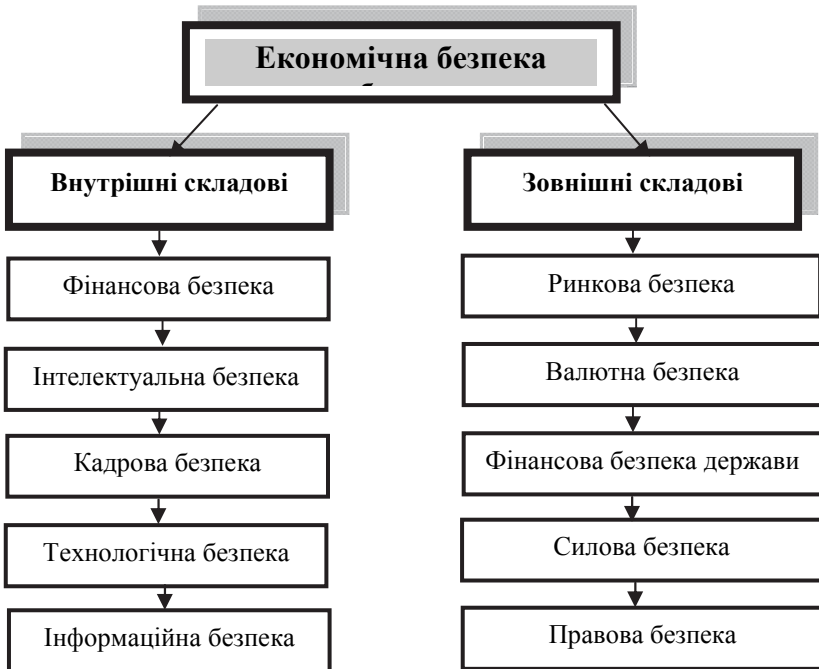 Економічна безпека
Внутрішні складові
Фінансова безпека
Інтелектуальна безпека
Кадрова безпека
Технологічна безпека
Інформаційна безпека
Зовнішні складові
Ринкова безпека
Валютна безпека
Фінансова безпека держави
Силова безпека
Правова безпека